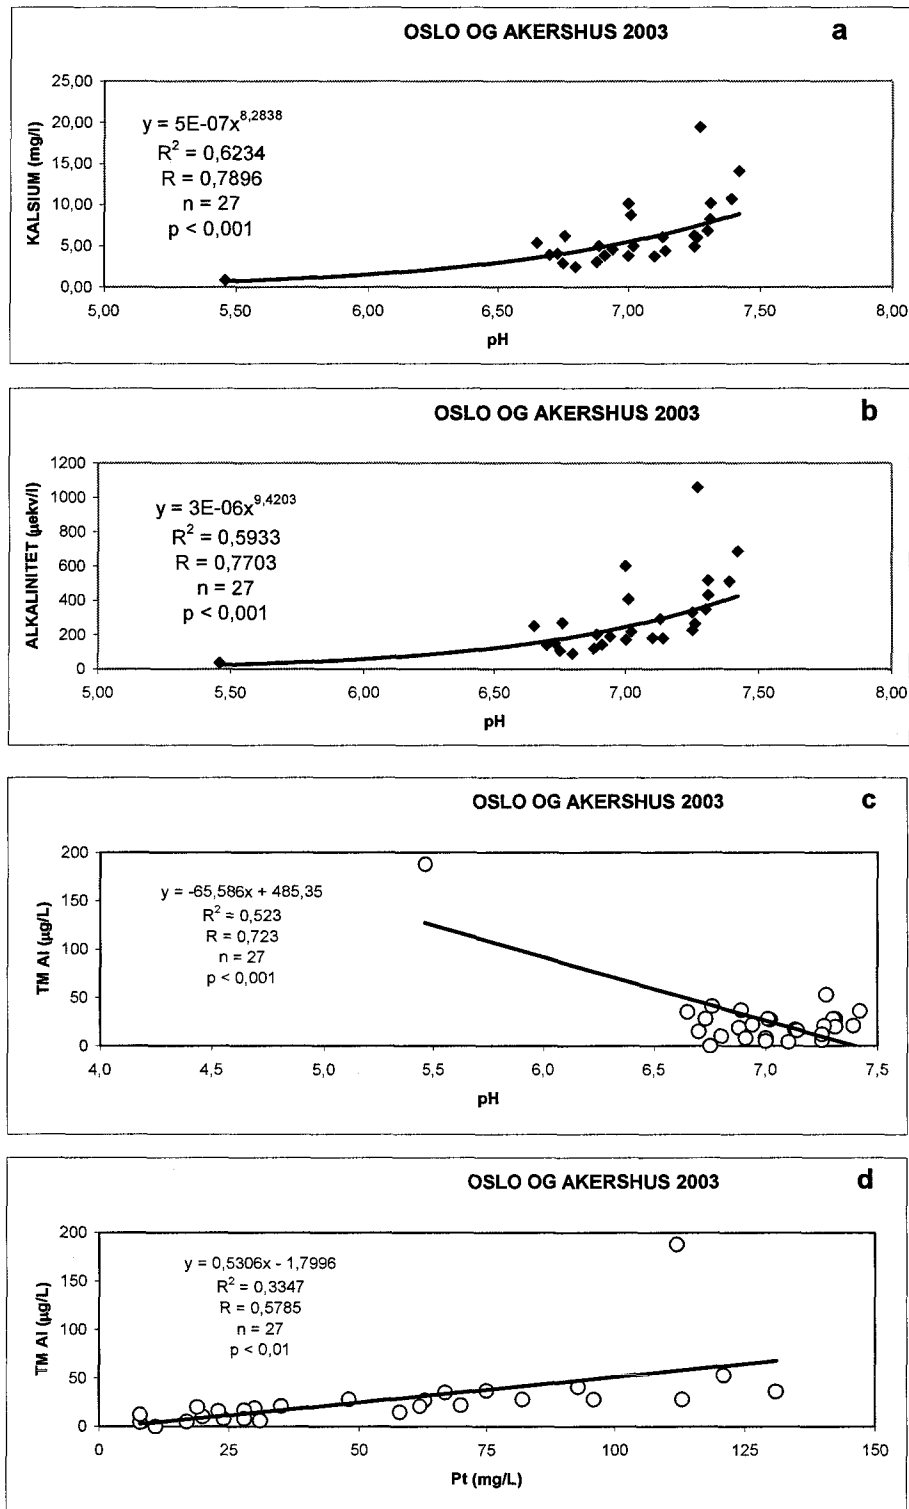 OSLO OG AKERSHUS 2003 a
25,00
20,00
15,00
10,00
5,00
0,00
KALSIUM (mg/l)
y = 5E-07x^8,2838
R² = 0,6234
R = 0,7896
n = 27
p < 0,001
5,00 5,50 6,00 6,50 7,00 7,50 8,00
pH
OSLO OG AKERSHUS 2003 b
1200
1000
800
600
400
200
0
ALKALINITET (µekv/l)
y = 3E-06x^9,4203
R² = 0,5933
R = 0,7703
n = 27
p < 0,001
5,00 5,50 6,00 6,50 7,00 7,50 8,00
pH
OSLO OG AKERSHUS 2003 c
200
150
100
50
0
TM Al (µg/L)
y = -65,586x + 485,35
R² = 0,523
R = 0,723
n = 27
p < 0,001
4,0 4,5 5,0 5,5 6,0 6,5 7,0 7,5
pH
OSLO OG AKERSHUS 2003 d
200
150
100
50
0
TM Al (µg/L)
y = 0,5306x - 1,7996
R² = 0,3347
R = 0,5785
n = 27
p < 0,01
0 25 50 75 100 125 150
Pt (mg/L)